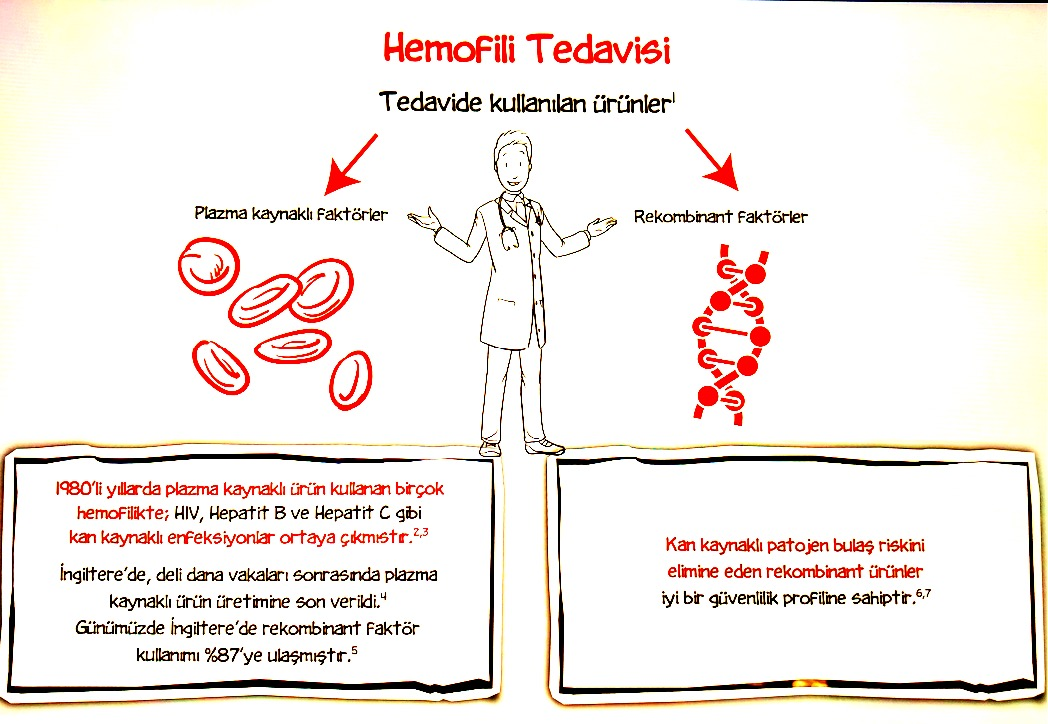 Hemofili Tedavisi
Tedavide kullanılan ürünler¹
Plazma kaynaklı faktörler
Rekombinant faktörler
1980'li yıllarda plazma kaynaklı ürün kullanan birçok
hemofilikte; HIV, Hepatit B ve Hepatit C gibi
kan kaynaklı enfeksiyonlar ortaya çıkmıştır.²,³
İngiltere'de, deli dana vakaları sonrasında plazma
kaynaklı ürün üretimine son verildi.⁴
Günümüzde İngiltere'de rekombinant faktör
kullanımı %87'ye ulaşmıştır.⁵
Kan kaynaklı patojen bulaş riskini
elimine eden rekombinant ürünler
iyi bir güvenlilik profiline sahiptir.⁶,⁷